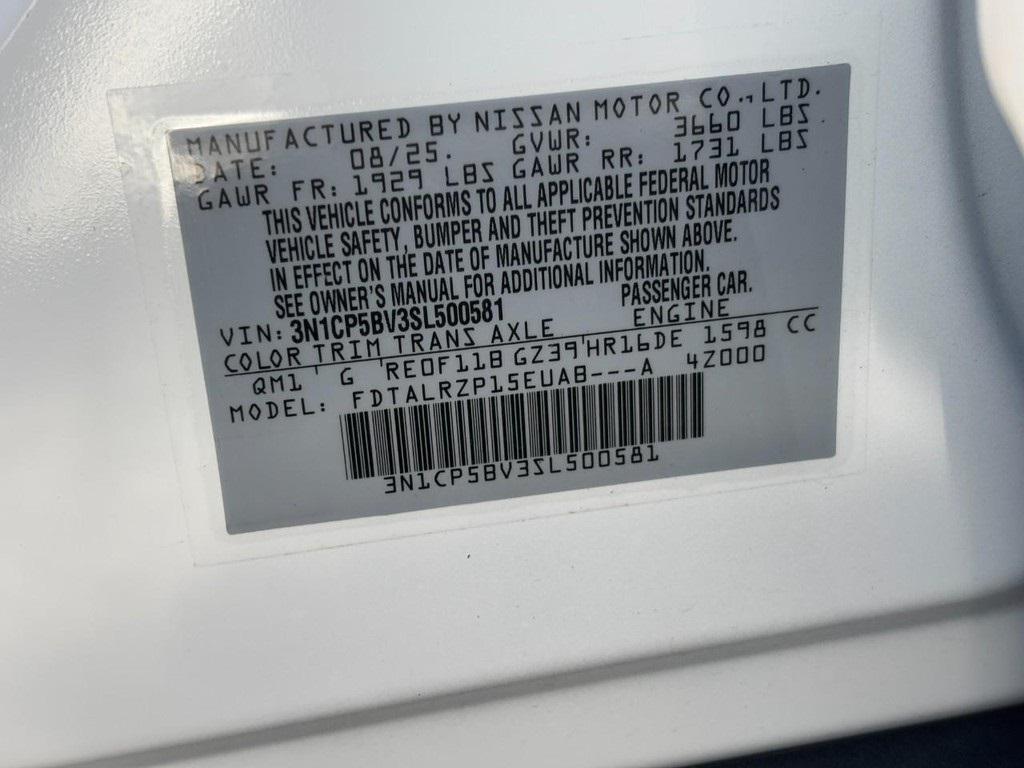 MANUFACTURED BY NISSAN MOTOR CO., LTD.
DATE: 08/25. GVWR: 3660 LBS
GAWR FR: 1929 LBS GAWR RR: 1731 LBS
THIS VEHICLE CONFORMS TO ALL APPLICABLE FEDERAL MOTOR
VEHICLE SAFETY, BUMPER AND THEFT PREVENTION STANDARDS
IN EFFECT ON THE DATE OF MANUFACTURE SHOWN ABOVE.
SEE OWNER'S MANUAL FOR ADDITIONAL INFORMATION.
VIN: 3N1CP5BV3SL500581 PASSENGER CAR.
COLOR TRIM TRANS AXLE ENGINE
QM1 G RE0F11B GZ39 HR16DE 1598 CC
MODEL: FDTALRZP15EUAB---A 4Z000
3N1CP5BV3SL500581